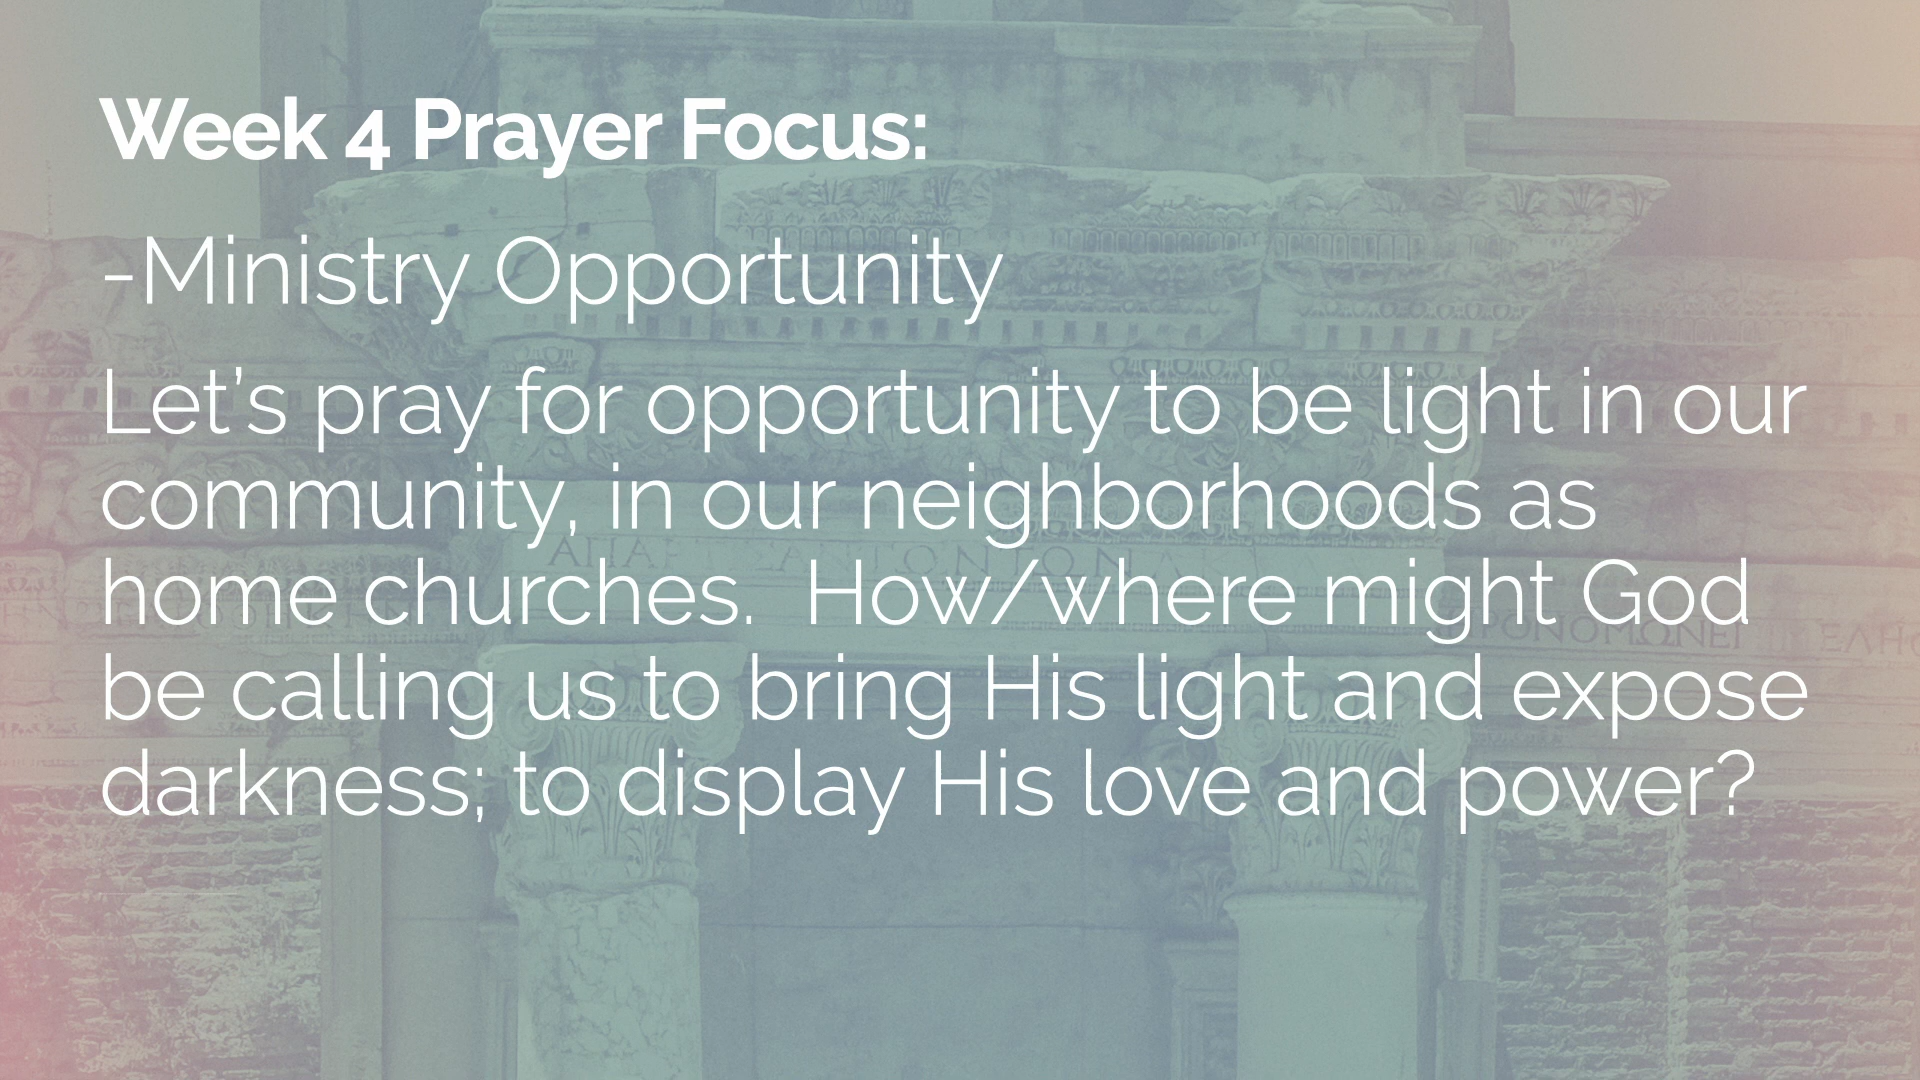 Week 4 Prayer Focus:
-Ministry Opportunity
Let’s pray for opportunity to be light in our
community, in our neighborhoods as
home churches.  How/where might God
be calling us to bring His light and expose
darkness; to display His love and power?